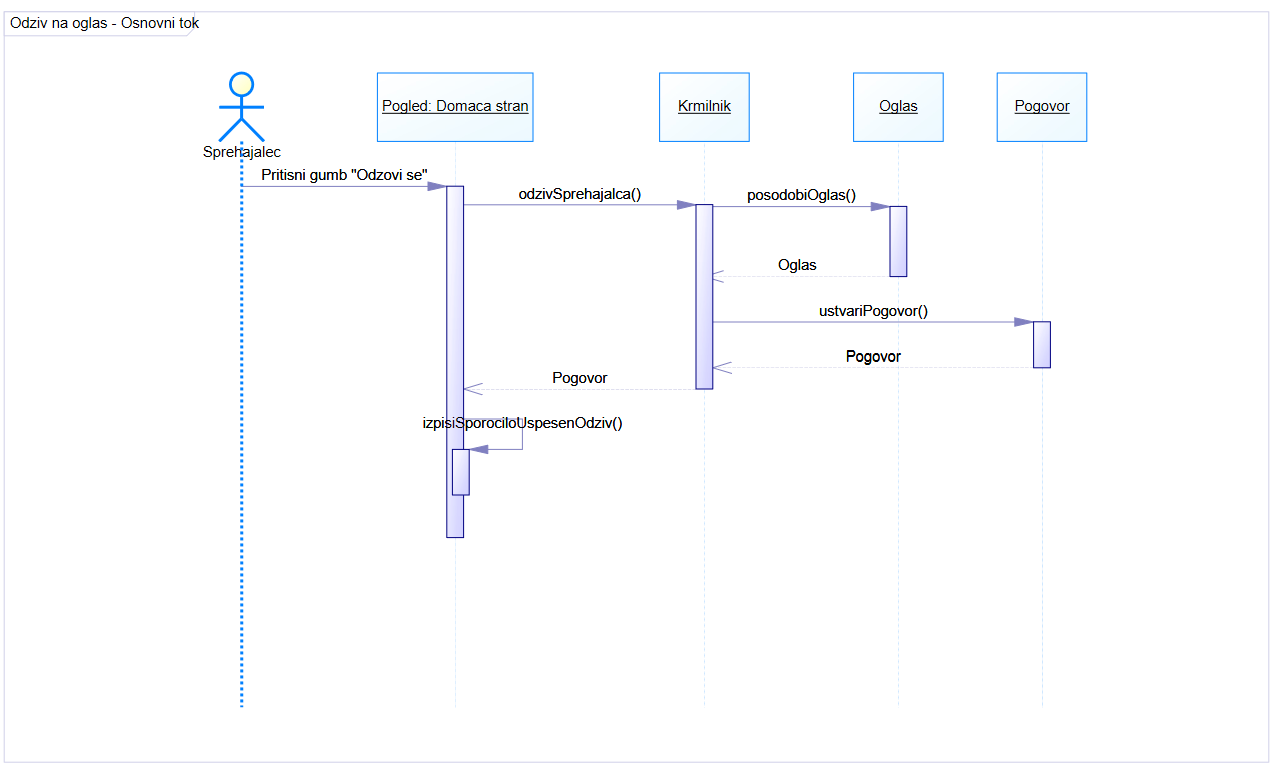 Odziv na oglas - Osnovni tok
Pogled: Domaca stran
Krmilnik
Oglas
Pogovor
Sprehajalec
Pritisni gumb "Odzovi se"
odzivSprehajalca()
posodobiOglas()
Oglas
ustvariPogovor()
Pogovor
Pogovor
izpisiSporociloUspesenOdziv()